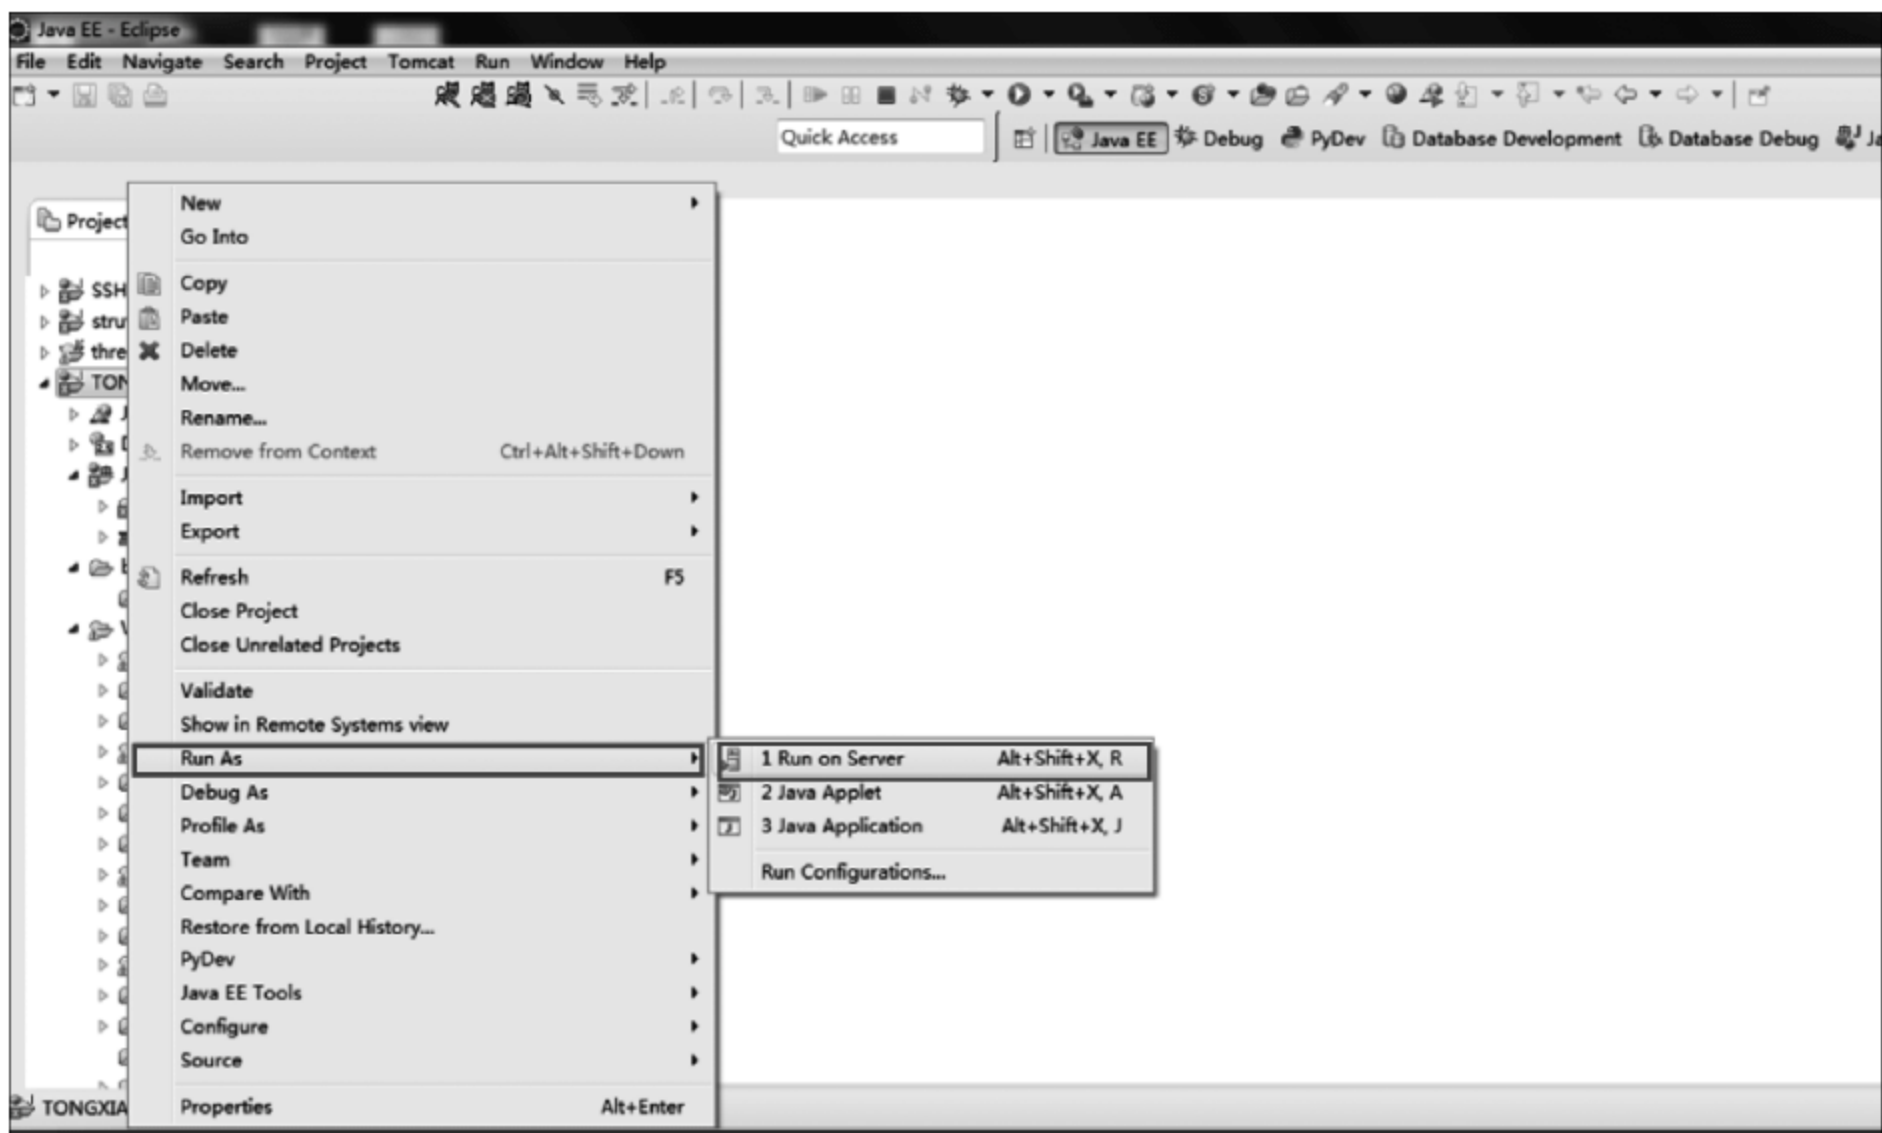 Java EE - Eclipse
File Edit Navigate Search Project Tomcat Run Window Help
Quick Access Java EE Debug PyDev Database Development Database Debug
Project
SSH
New
Go Into
Copy
Paste
Delete
Move...
Rename...
Remove from Context Ctrl+Alt+Shift+Down
Import
Export
Refresh F5
Close Project
Close Unrelated Projects
Validate
Show in Remote Systems view
Run As
Debug As
Profile As
Team
Compare With
Restore from Local History...
PyDev
Java EE Tools
Configure
Source
Properties Alt+Enter
1 Run on Server Alt+Shift+X, R
2 Java Applet Alt+Shift+X, A
3 Java Application Alt+Shift+X, J
Run Configurations...
TONGXIA